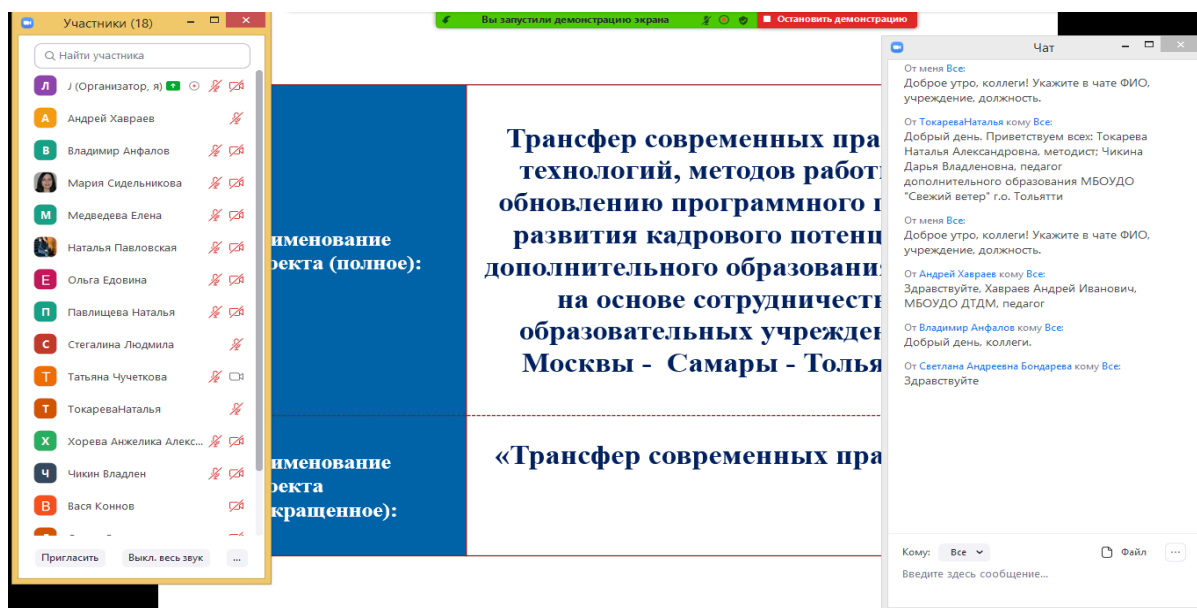 Участники (18)
Найти участника
Л
J (Организатор, я)
А
Андрей Хавраев
В
Владимир Анфалов
Мария Сидельникова
М
Медведева Елена
Наталья Павловская
Е
Ольга Едовина
П
Павлищева Наталья
С
Стегалина Людмила
Т
Татьяна Чучеткова
Т
ТокареваНаталья
Х
Хорева Анжелика Алекс...
Ч
Чикин Владлен
В
Вася Коннов
Пригласить
Выкл. весь звук
...
Вы запустили демонстрацию экрана
Остановить демонстрацию
именование
оекта (полное):
Трансфер современных пра
технологий, методов работ
обновлению программного п
развития кадрового потенц
дополнительного образовани
на основе сотрудничест
образовательных учрежден
Москвы - Самары - Толья
именование
оекта
кращенное):
«Трансфер современных пра
Чат
От меня Все:
Доброе утро, коллеги! Укажите в чате ФИО,
учреждение, должность.
От ТокареваНаталья кому Все:
Добрый день. Приветствуем всех: Токарева
Наталья Александровна, методист; Чикина
Дарья Владленовна, педагог
дополнительного образования МБОУДО
"Свежий ветер" г.о. Тольятти
От меня Все:
Доброе утро, коллеги! Укажите в чате ФИО,
учреждение, должность.
От Андрей Хавраев кому Все:
Здравствуйте, Хавраев Андрей Иванович,
МБОУДО ДТДМ, педагог
От Владимир Анфалов кому Все:
Добрый день, коллеги.
От Светлана Андреевна Бондарева кому Все:
Здравствуйте
Кому: Все
Файл
...
Введите здесь сообщение...